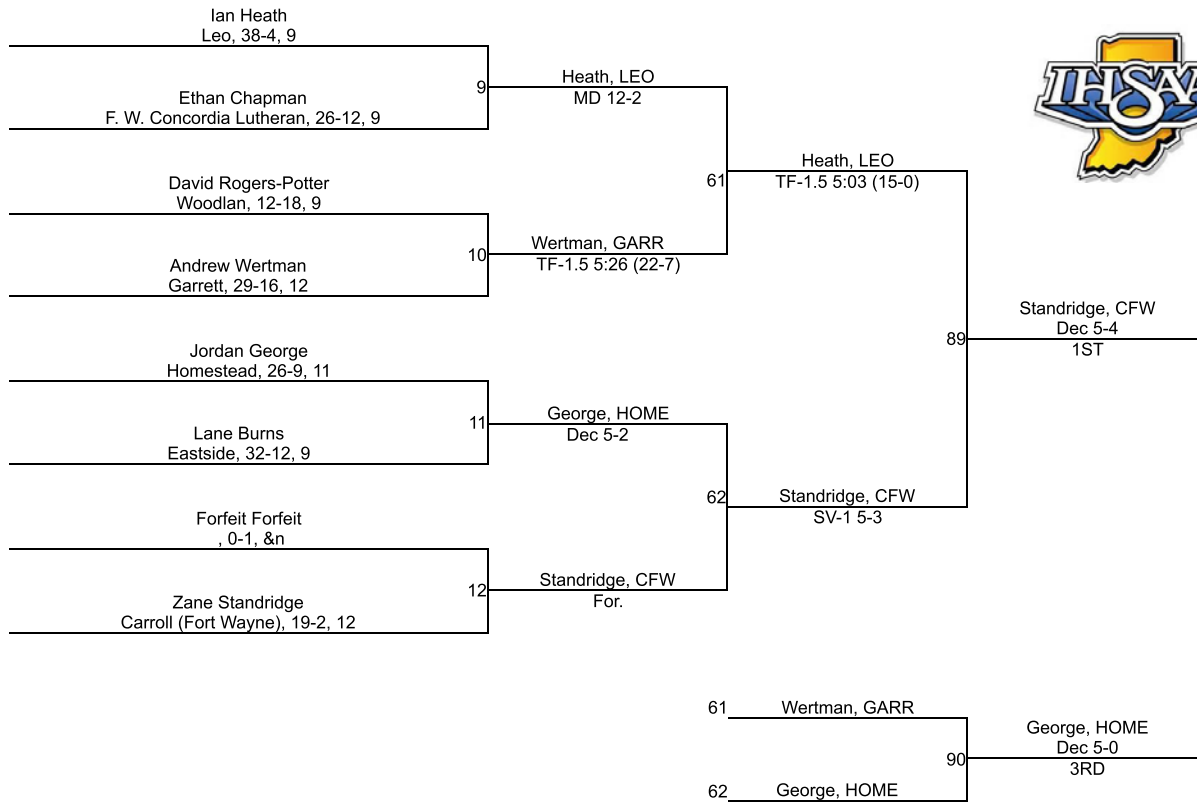 Ian Heath
Leo, 38-4, 9
9
Heath, LEO
MD 12-2
Ethan Chapman
F. W. Concordia Lutheran, 26-12, 9
IHSAA
61
Heath, LEO
TF-1.5 5:03 (15-0)
David Rogers-Potter
Woodlan, 12-18, 9
10
Wertman, GARR
TF-1.5 5:26 (22-7)
Andrew Wertman
Garrett, 29-16, 12
89
Standridge, CFW
Dec 5-4
1ST
Jordan George
Homestead, 26-9, 11
11
George, HOME
Dec 5-2
Lane Burns
Eastside, 32-12, 9
62
Standridge, CFW
SV-1 5-3
Forfeit Forfeit
, 0-1, &n
12
Standridge, CFW
For.
Zane Standridge
Carroll (Fort Wayne), 19-2, 12
61
Wertman, GARR
90
George, HOME
Dec 5-0
3RD
62
George, HOME